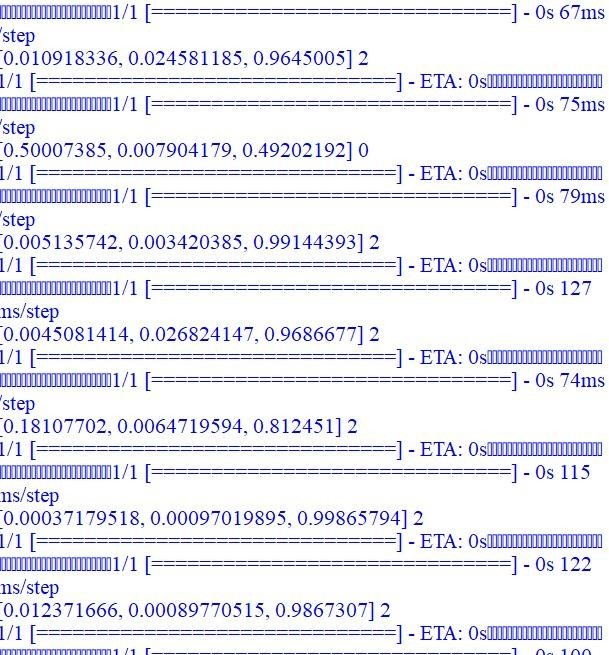 1/1 [==============================] - 0s 67ms
/step
[0.010918336, 0.024581185, 0.9645005] 2
1/1 [==============================] - ETA: 0s
1/1 [==============================] - 0s 75ms
/step
[0.50007385, 0.007904179, 0.49202192] 0
1/1 [==============================] - ETA: 0s
1/1 [==============================] - 0s 79ms
/step
[0.005135742, 0.003420385, 0.99144393] 2
1/1 [==============================] - ETA: 0s
1/1 [==============================] - 0s 127
ms/step
[0.0045081414, 0.026824147, 0.9686677] 2
1/1 [==============================] - ETA: 0s
1/1 [==============================] - 0s 74ms
/step
[0.18107702, 0.0064719594, 0.812451] 2
1/1 [==============================] - ETA: 0s
1/1 [==============================] - 0s 115
ms/step
[0.00037179518, 0.00097019895, 0.99865794] 2
1/1 [==============================] - ETA: 0s
1/1 [==============================] - 0s 122
ms/step
[0.012371666, 0.00089770515, 0.9867307] 2
1/1 [==============================] - ETA: 0s